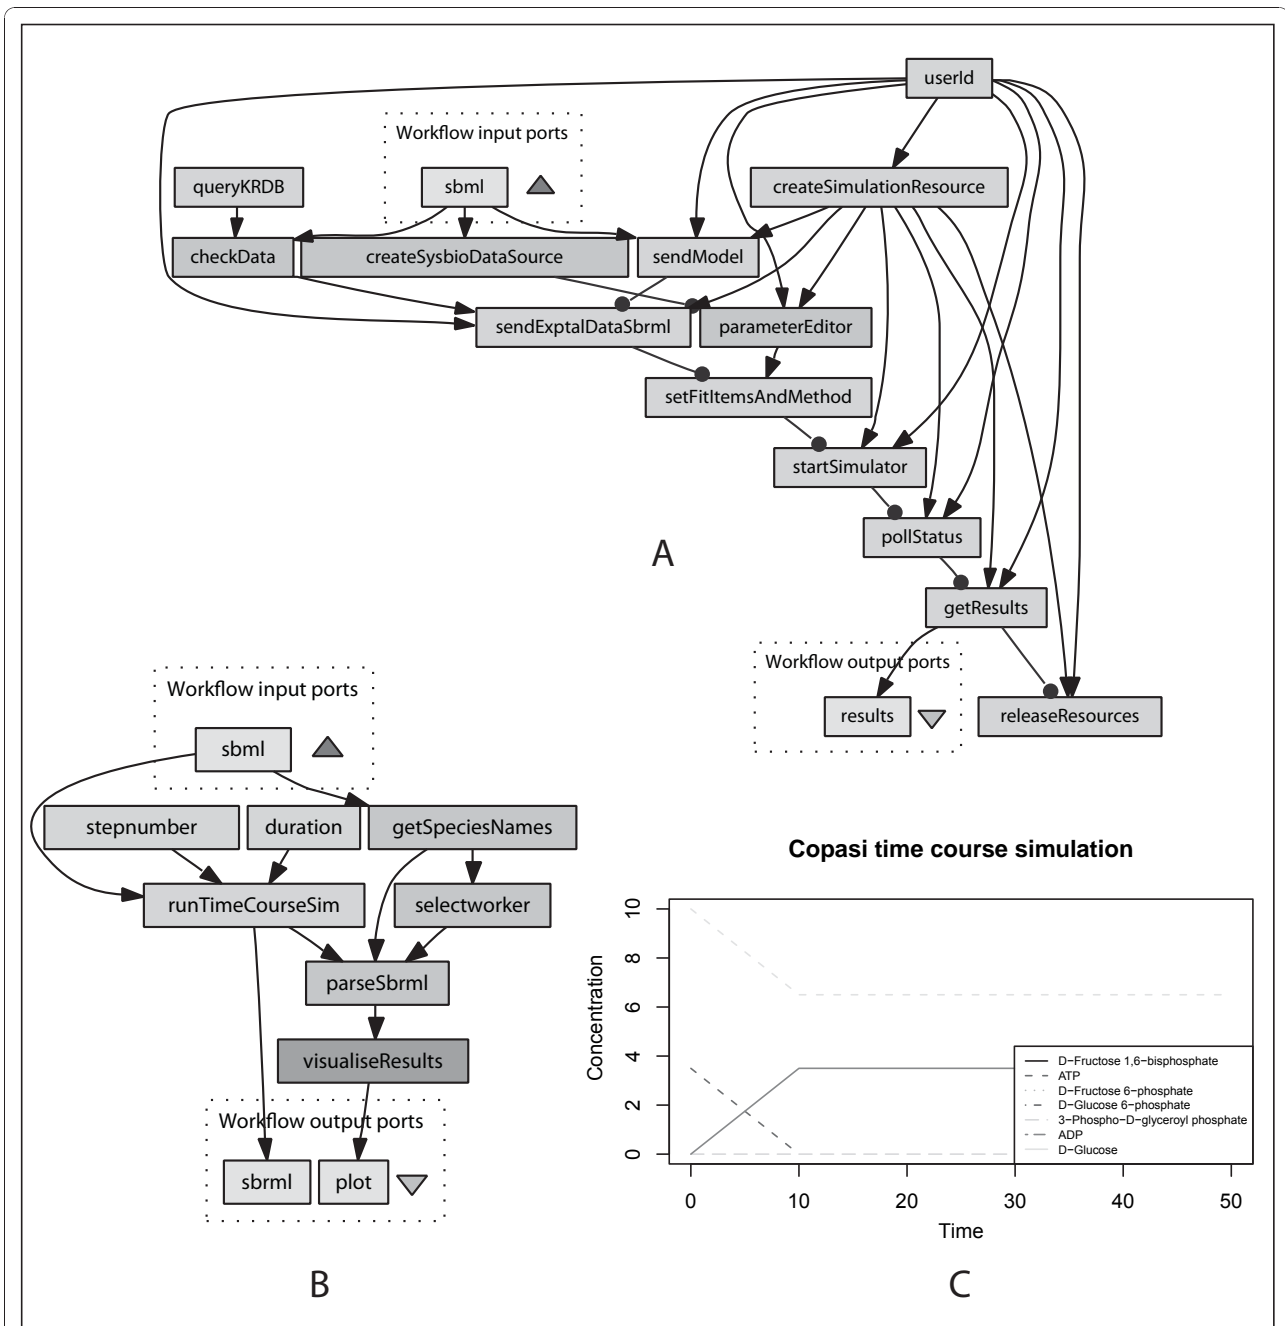 userId
Workflow input ports
queryKRDB
sbml
createSimulationResource
checkData
createSysbioDataSource
sendModel
sendExptalDataSbrml
parameterEditor
setFitItemsAndMethod
startSimulator
pollStatus
A
getResults
Workflow output ports
results
releaseResources
Workflow input ports
sbml
stepnumber
duration
getSpeciesNames
runTimeCourseSim
selectworker
parseSbrml
visualiseResults
Workflow output ports
sbrml
plot
B
Copasi time course simulation
Concentration
10
8
6
4
2
0
D−Fructose 1,6−bisphosphate
ATP
D−Fructose 6−phosphate
D−Glucose 6−phosphate
3−Phospho−D−glyceroyl phosphate
ADP
D−Glucose
0 10 20 30 40 50
Time
C